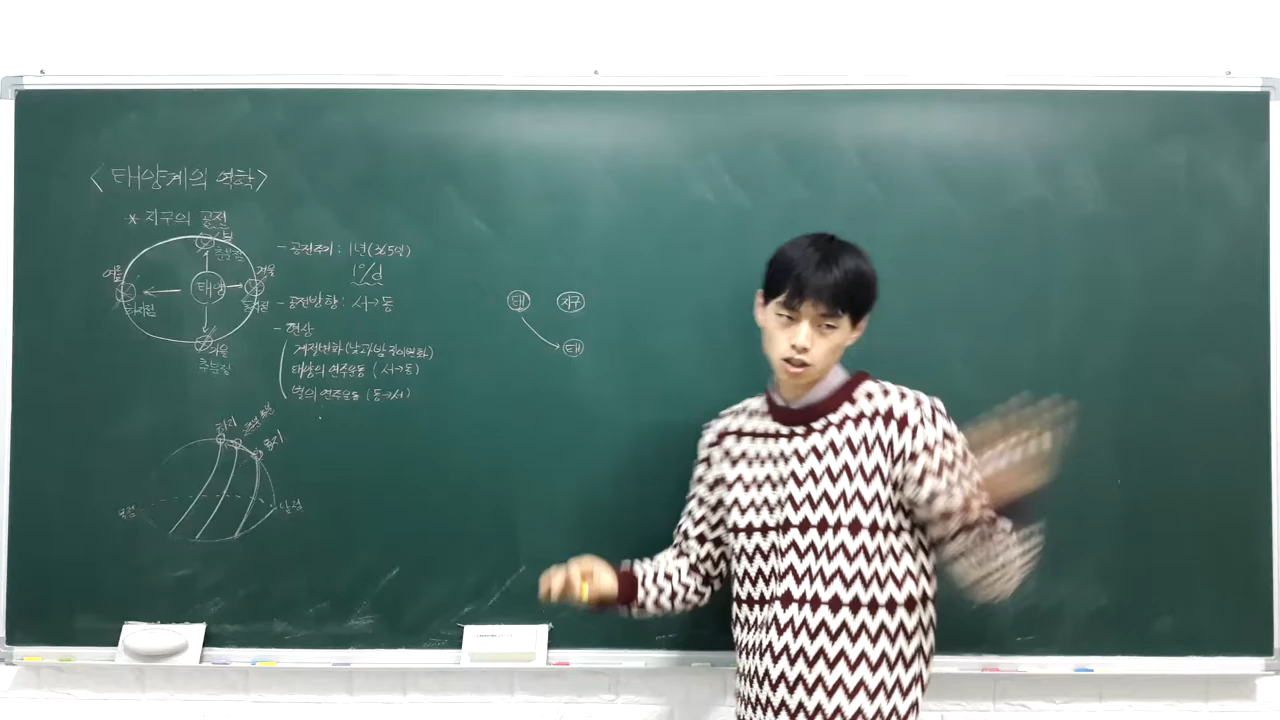 <태양계의 역학>
* 지구의 공전
봄
춘분점
여름
하지점
태양
겨울
동지점
가을
추분점
- 공전주기 : 1년(365일)
1°/d
- 공전방향 : 서→동
- 현상
계절변화(낮과 밤 길이변화)
태양의 연주운동 (서→동)
별의 연주운동 (동→서)
태
지구
태
하지
춘분 추분
동지
북점
남점